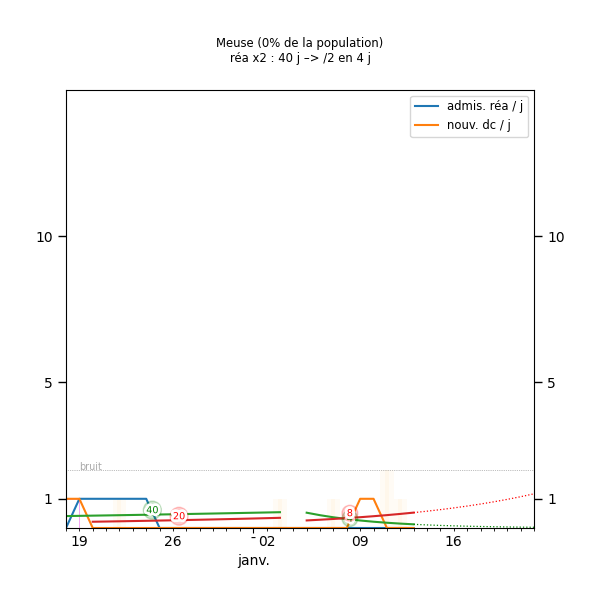 Meuse (0% de la population)
réa x2 : 40 j –> /2 en 4 j
admis. réa / j
nouv. dc / j
10
10
5
5
bruit
1
1
40
20
8
19
26
02
09
16
janv.